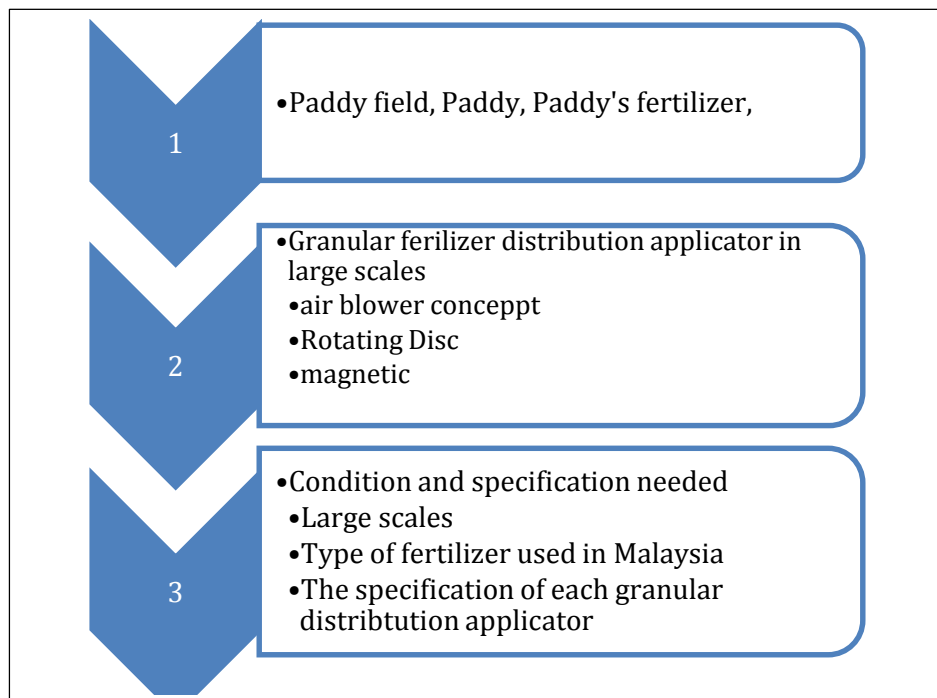 1
•Paddy field, Paddy, Paddy's fertilizer,
2
•Granular ferilizer distribution applicator in
large scales
•air blower conceppt
•Rotating Disc
•magnetic
3
•Condition and specification needed
•Large scales
•Type of fertilizer used in Malaysia
•The specification of each granular
distribtution applicator